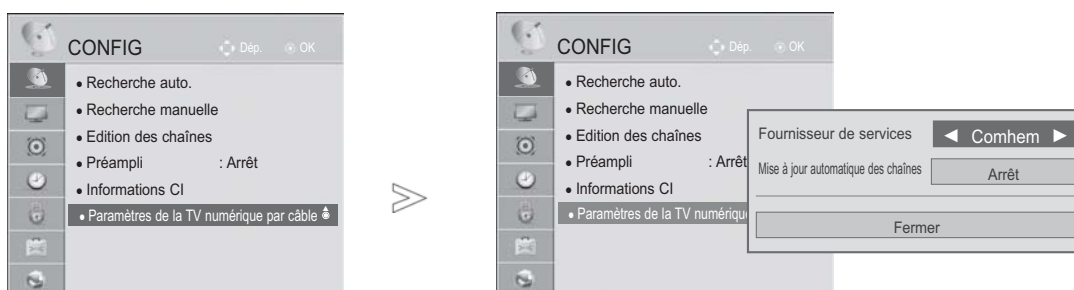 CONFIG Dép. OK
• Recherche auto.
• Recherche manuelle
• Edition des chaînes
• Préampli : Arrêt
• Informations CI
• Paramètres de la TV numérique par câble
CONFIG Dép. OK
• Recherche auto.
• Recherche manuelle
• Edition des chaînes
• Préampli : Arrêt
• Informations CI
• Paramètres de la TV numériqu
Fournisseur de services ◄ Comhem ►
Mise à jour automatique des chaînes Arrêt
Fermer